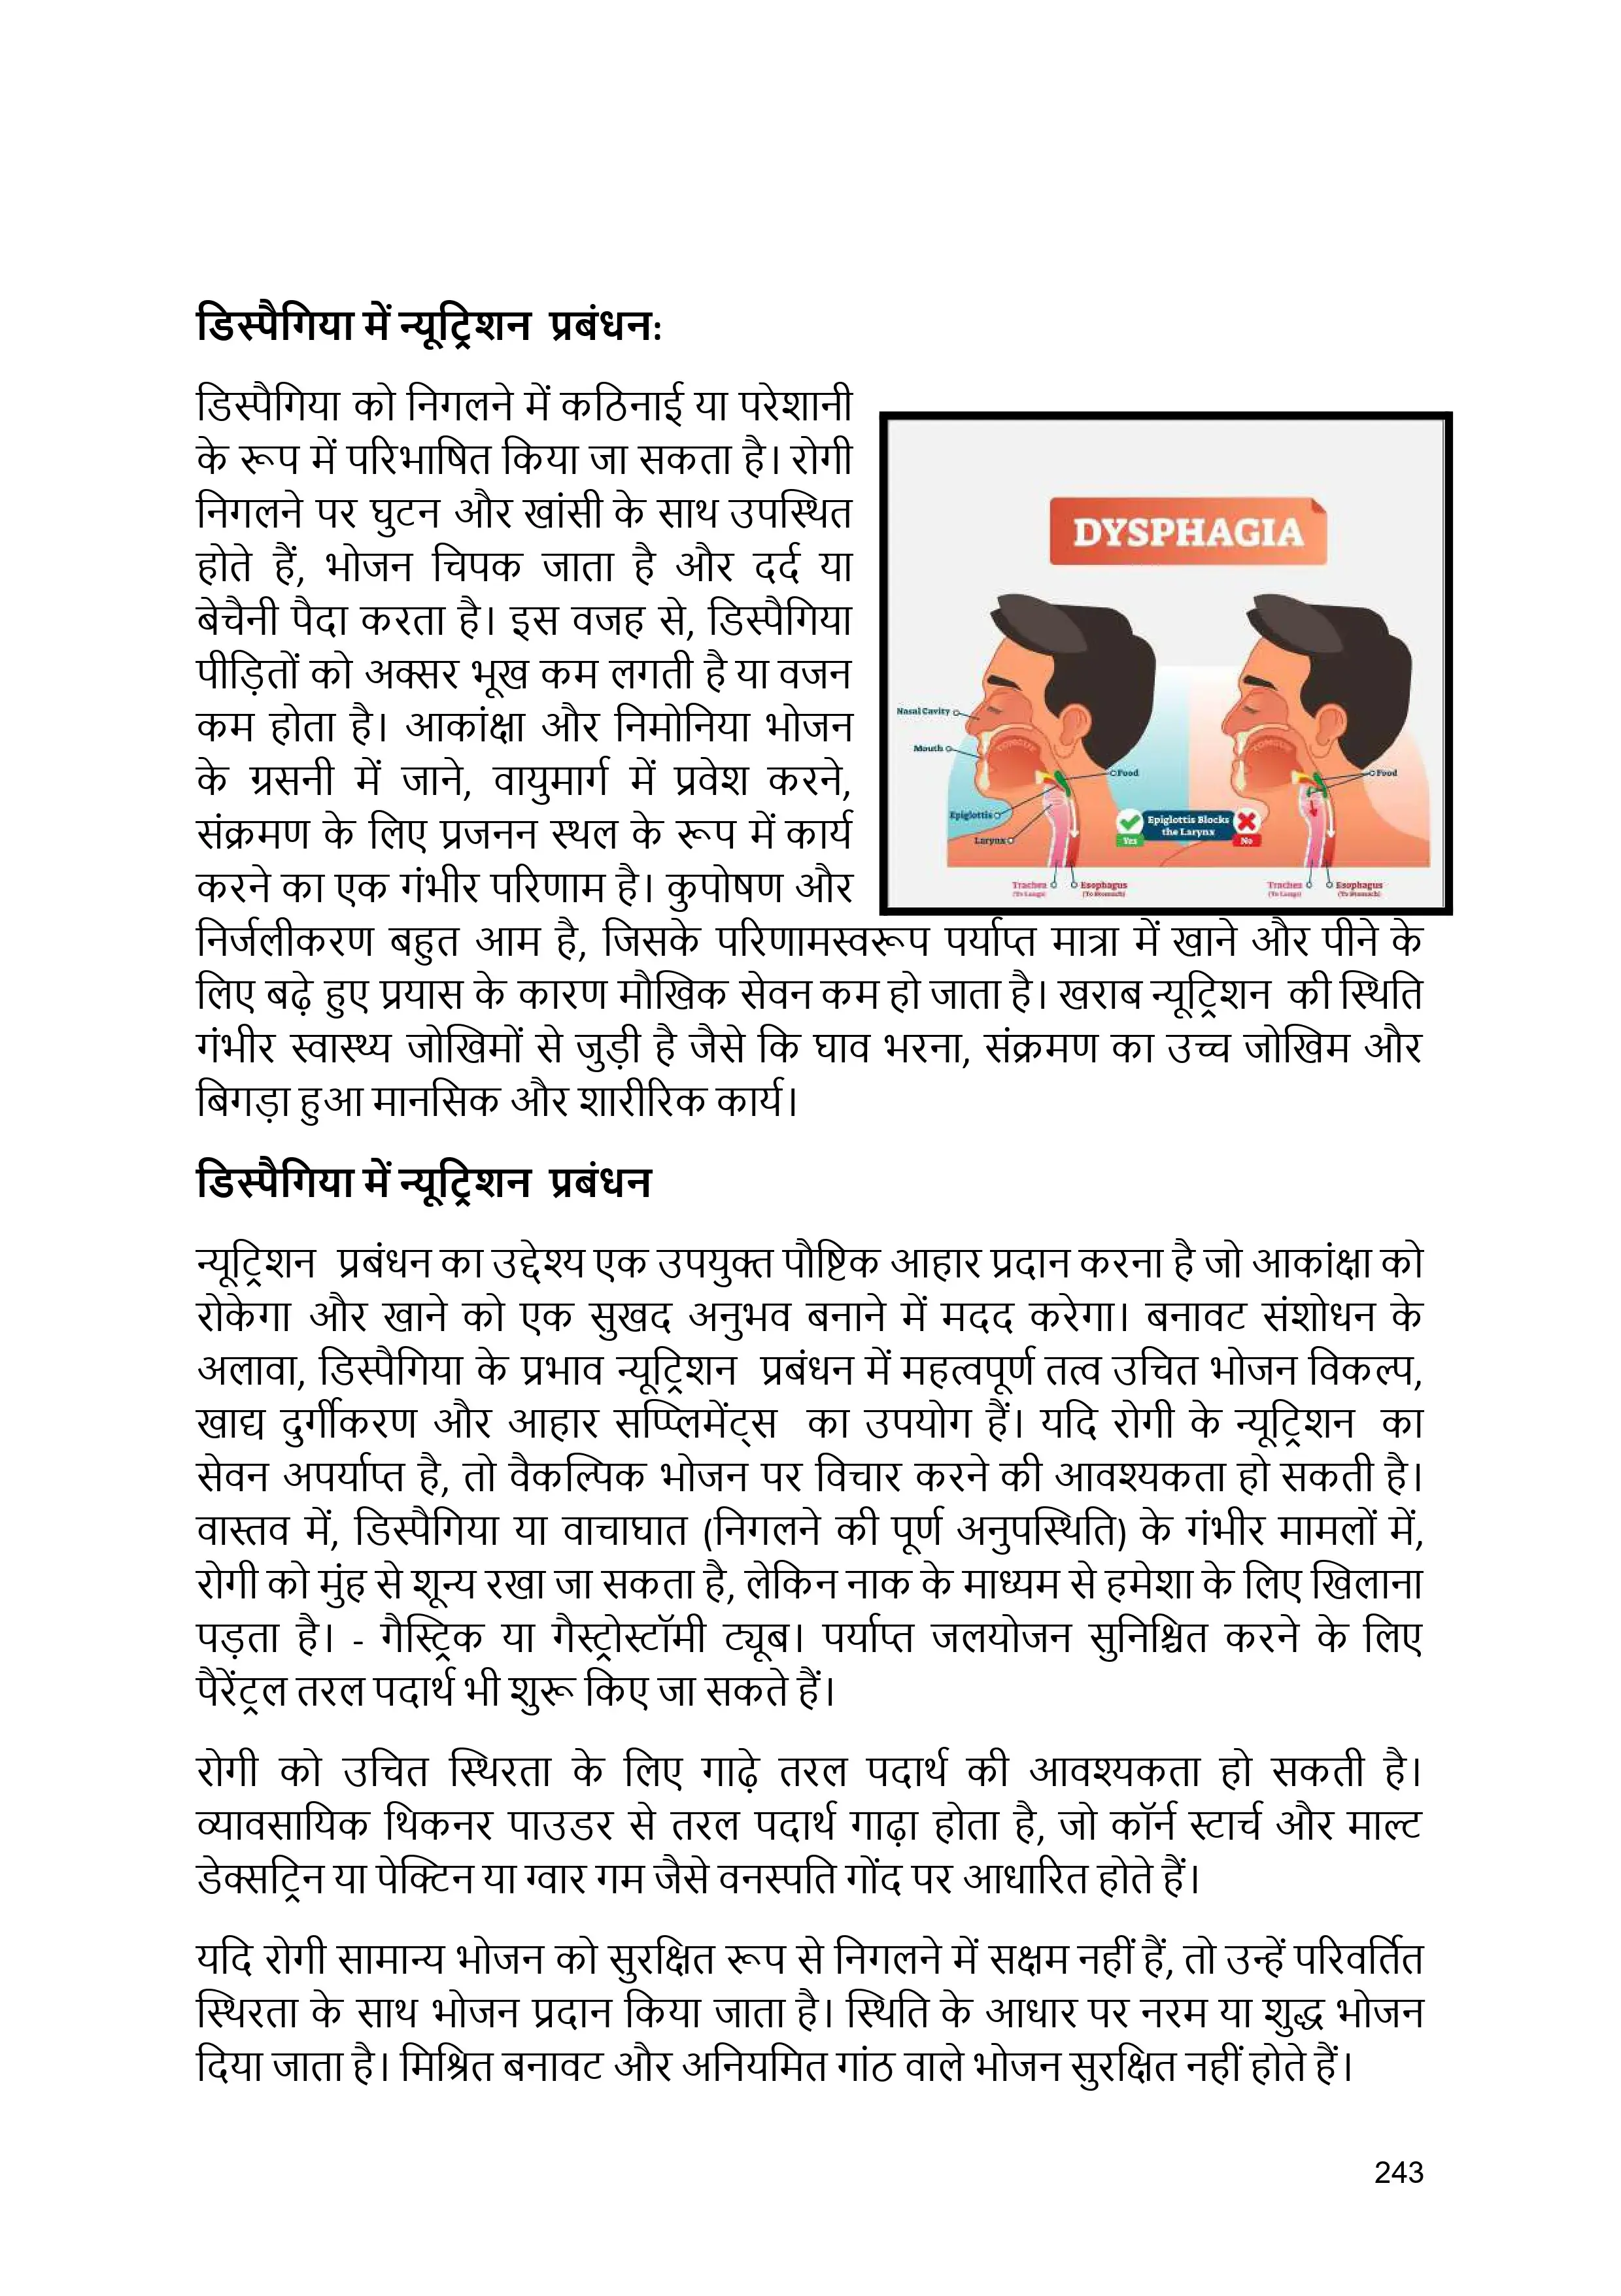 डिस्पैगिया में न्यूट्रिशन प्रबंधन:
डिस्पैगिया को निगलने में कठिनाई या परेशानी
के रूप में परिभाषित किया जा सकता है। रोगी
निगलने पर घुटन और खांसी के साथ उपस्थित
होते हैं, भोजन चिपक जाता है और दर्द या
बेचैनी पैदा करता है। इस वजह से, डिस्पैगिया
पीड़ितों को अक्सर भूख कम लगती है या वजन
कम होता है। आकांक्षा और निमोनिया भोजन
के ग्रसनी में जाने, वायुमार्ग में प्रवेश करने,
संक्रमण के लिए प्रजनन स्थल के रूप में कार्य
करने का एक गंभीर परिणाम है। कुपोषण और
निर्जलीकरण बहुत आम है, जिसके परिणामस्वरूप पर्याप्त मात्रा में खाने और पीने के
लिए बढ़े हुए प्रयास के कारण मौखिक सेवन कम हो जाता है। खराब न्यूट्रिशन की स्थिति
गंभीर स्वास्थ्य जोखिमों से जुड़ी है जैसे कि घाव भरना, संक्रमण का उच्च जोखिम और
बिगड़ा हुआ मानसिक और शारीरिक कार्य।
DYSPHAGIA
Nasal Cavity
Mouth
TONGUE
Food
Epiglottis
Larynx
Epiglottis Blocks
the Larynx
Yes
No
TONGUE
Food
Trachea
(To Lungs)
Esophagus
(To Stomach)
Trachea
(To Lungs)
Esophagus
(To Stomach)
डिस्पैगिया में न्यूट्रिशन प्रबंधन
न्यूट्रिशन प्रबंधन का उद्देश्य एक उपयुक्त पौष्टिक आहार प्रदान करना है जो आकांक्षा को
रोकेगा और खाने को एक सुखद अनुभव बनाने में मदद करेगा। बनावट संशोधन के
अलावा, डिस्पैगिया के प्रभाव न्यूट्रिशन प्रबंधन में महत्वपूर्ण तत्व उचित भोजन विकल्प,
खाद्य दुर्गीकरण और आहार सप्प्लिमेंट्स का उपयोग हैं। यदि रोगी के न्यूट्रिशन का
सेवन अपर्याप्त है, तो वैकल्पिक भोजन पर विचार करने की आवश्यकता हो सकती है।
वास्तव में, डिस्पैगिया या वाचाघात (निगलने की पूर्ण अनुपस्थिति) के गंभीर मामलों में,
रोगी को मुंह से शून्य रखा जा सकता है, लेकिन नाक के माध्यम से हमेशा के लिए खिलाना
पड़ता है। - गैस्ट्रिक या गैस्ट्रोस्टॉमी ट्यूब। पर्याप्त जलयोजन सुनिश्चित करने के लिए
पैरेंट्रल तरल पदार्थ भी शुरू किए जा सकते हैं।
रोगी को उचित स्थिरता के लिए गाढ़े तरल पदार्थ की आवश्यकता हो सकती है।
व्यावसायिक थिकनर पाउडर से तरल पदार्थ गाढ़ा होता है, जो कॉर्न स्टार्च और माल्ट
डेक्सट्रिन या पेक्टिन या ग्वार गम जैसे वनस्पति गोंद पर आधारित होते हैं।
यदि रोगी सामान्य भोजन को सुरक्षित रूप से निगलने में सक्षम नहीं हैं, तो उन्हें परिवर्तित
स्थिरता के साथ भोजन प्रदान किया जाता है। स्थिति के आधार पर नरम या शुद्ध भोजन
दिया जाता है। मिश्रित बनावट और अनियमित गांठ वाले भोजन सुरक्षित नहीं होते हैं।
243